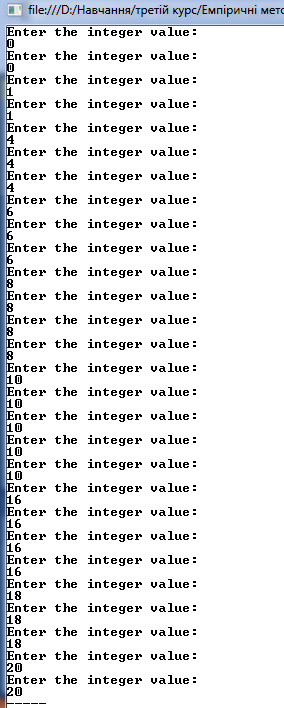 file:///D:/Навчання/третій курс/Емпіричні мето
Enter the integer value:
0
Enter the integer value:
0
Enter the integer value:
1
Enter the integer value:
1
Enter the integer value:
4
Enter the integer value:
4
Enter the integer value:
4
Enter the integer value:
6
Enter the integer value:
6
Enter the integer value:
6
Enter the integer value:
8
Enter the integer value:
8
Enter the integer value:
8
Enter the integer value:
8
Enter the integer value:
10
Enter the integer value:
10
Enter the integer value:
10
Enter the integer value:
10
Enter the integer value:
10
Enter the integer value:
16
Enter the integer value:
16
Enter the integer value:
16
Enter the integer value:
16
Enter the integer value:
18
Enter the integer value:
18
Enter the integer value:
18
Enter the integer value:
20
Enter the integer value:
20
-----